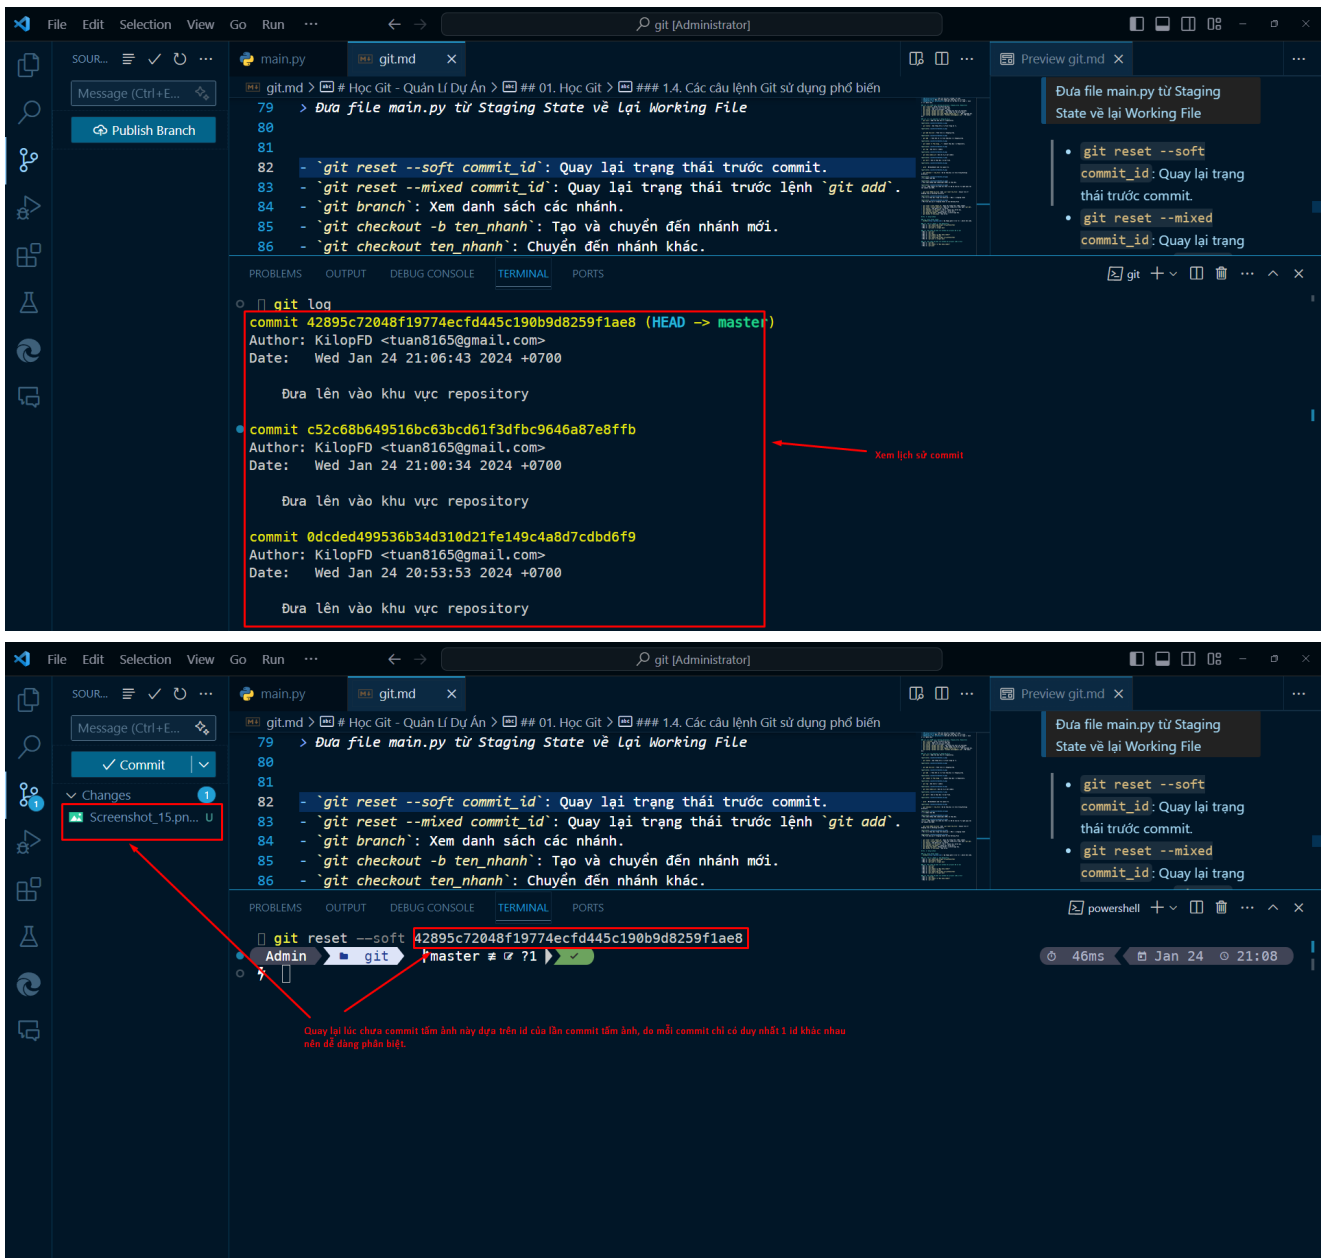 File Edit Selection View Go Run ··· git [Administrator]
SOUR... ···
main.py git.md Preview git.md
git.md > # Học Git - Quản Lí Dự Án > ## 01. Học Git > ### 1.4. Các câu lệnh Git sử dụng phổ biến
Message (Ctrl+E...
Publish Branch
79 > Đưa file main.py từ Staging State về lại Working File
80
81
82 - `git reset --soft commit_id`: Quay lại trạng thái trước commit.
83 - `git reset --mixed commit_id`: Quay lại trạng thái trước lệnh `git add`.
84 - `git branch`: Xem danh sách các nhánh.
85 - `git checkout -b ten_nhanh`: Tạo và chuyển đến nhánh mới.
86 - `git checkout ten_nhanh`: Chuyển đến nhánh khác.
Đưa file main.py từ Staging
State về lại Working File
• git reset --soft
commit_id: Quay lại trạng
thái trước commit.
• git reset --mixed
commit_id: Quay lại trạng
PROBLEMS OUTPUT DEBUG CONSOLE TERMINAL PORTS git
git log
commit 42895c72048f19774ecfd445c190b9d8259f1ae8 (HEAD -> master)
Author: KilopFD <tuan8165@gmail.com>
Date: Wed Jan 24 21:06:43 2024 +0700
Đưa lên vào khu vực repository
commit c52c68b649516bc63bcd61f3dfbc9646a87e8ffb
Author: KilopFD <tuan8165@gmail.com>
Date: Wed Jan 24 21:00:34 2024 +0700
Đưa lên vào khu vực repository
commit 0dcded499536b34d310d21fe149c4a8d7cdbd6f9
Author: KilopFD <tuan8165@gmail.com>
Date: Wed Jan 24 20:53:53 2024 +0700
Đưa lên vào khu vực repository
Xem lịch sử commit
File Edit Selection View Go Run ··· git [Administrator]
SOUR... ···
main.py git.md Preview git.md
git.md > # Học Git - Quản Lí Dự Án > ## 01. Học Git > ### 1.4. Các câu lệnh Git sử dụng phổ biến
Message (Ctrl+E...
Commit
Changes 1
Screenshot_15.pn... U
1
79 > Đưa file main.py từ Staging State về lại Working File
80
81
82 - `git reset --soft commit_id`: Quay lại trạng thái trước commit.
83 - `git reset --mixed commit_id`: Quay lại trạng thái trước lệnh `git add`.
84 - `git branch`: Xem danh sách các nhánh.
85 - `git checkout -b ten_nhanh`: Tạo và chuyển đến nhánh mới.
86 - `git checkout ten_nhanh`: Chuyển đến nhánh khác.
Đưa file main.py từ Staging
State về lại Working File
• git reset --soft
commit_id: Quay lại trạng
thái trước commit.
• git reset --mixed
commit_id: Quay lại trạng
PROBLEMS OUTPUT DEBUG CONSOLE TERMINAL PORTS powershell
git reset --soft 42895c72048f19774ecfd445c190b9d8259f1ae8
Admin git master ≢ ?1 46ms Jan 24 21:08
Quay lại lúc chưa commit tấm ảnh này dựa trên id của lần commit tấm ảnh, do mỗi commit chỉ có duy nhất 1 id khác nhau
nên dễ dàng phân biệt.